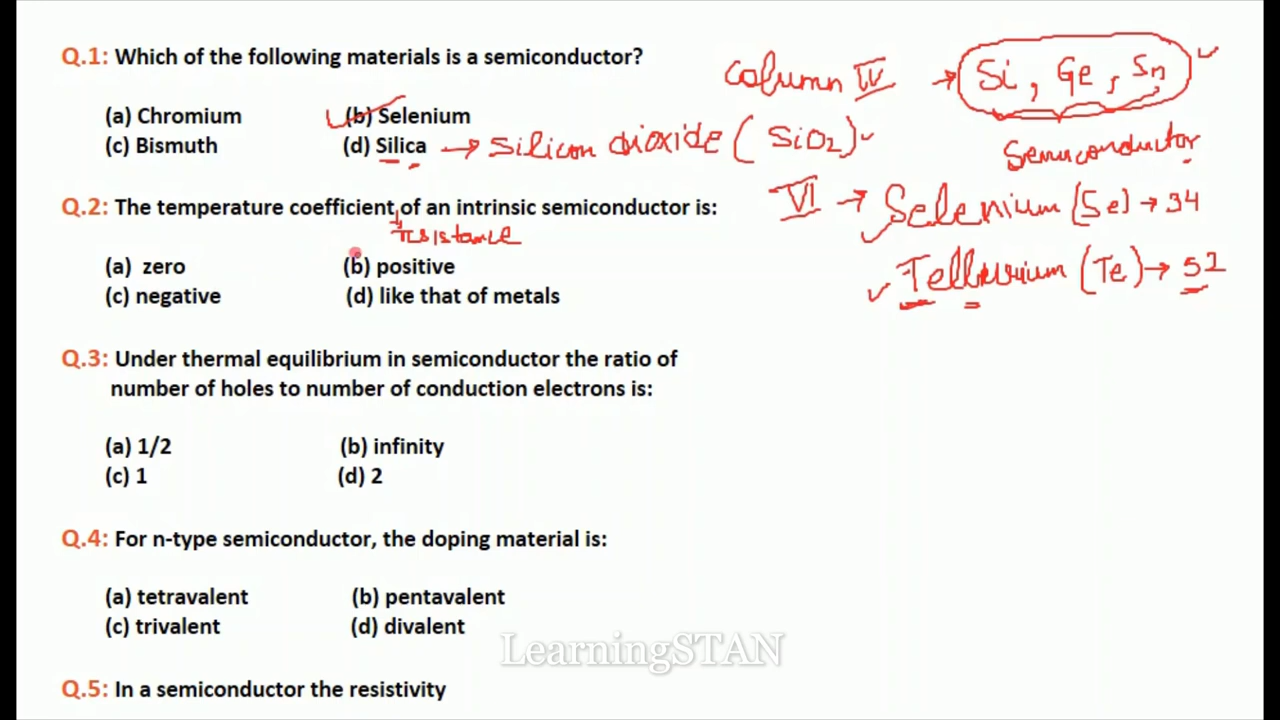 Q.1: Which of the following materials is a semiconductor?
(a) Chromium (b) Selenium
(c) Bismuth (d) Silica → Silicon dioxide (SiO2)
column IV → Si, Ge, Sn
Semiconductor
VI → Selenium (Se) → 34
Tellurium (Te) → 52
Q.2: The temperature coefficient of an intrinsic semiconductor is:
resistance
(a) zero (b) positive
(c) negative (d) like that of metals
Q.3: Under thermal equilibrium in semiconductor the ratio of
number of holes to number of conduction electrons is:
(a) 1/2 (b) infinity
(c) 1 (d) 2
Q.4: For n-type semiconductor, the doping material is:
(a) tetravalent (b) pentavalent
(c) trivalent (d) divalent
LearningSTAN
Q.5: In a semiconductor the resistivity